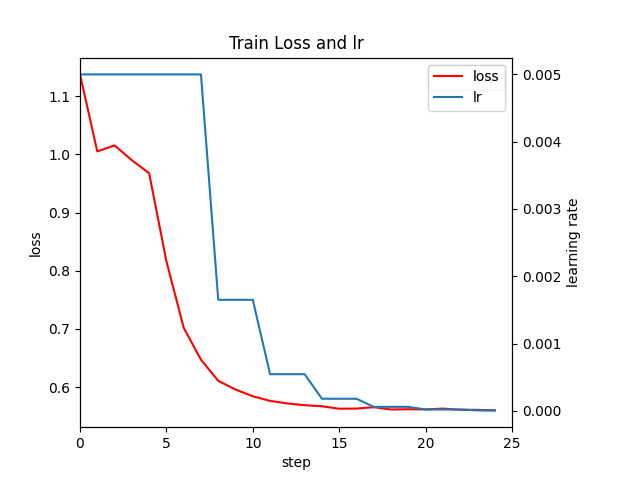 Train Loss and lr
loss
lr
1.1
1.0
0.9
0.8
0.7
0.6
loss
0.005
0.004
0.003
0.002
0.001
0.000
learning rate
0 5 10 15 20 25
step